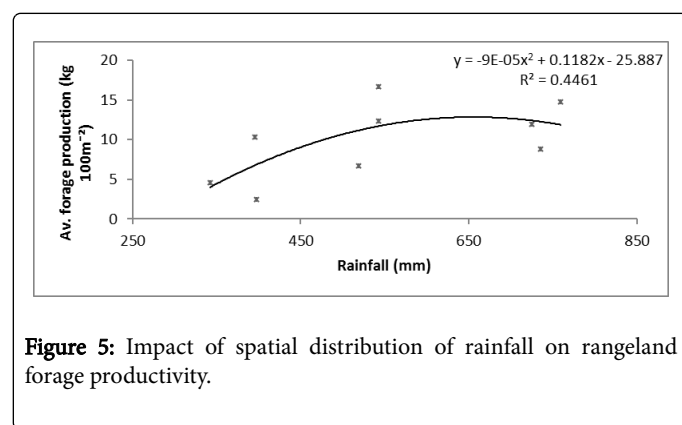 20
15
10
5
0
Av. forage production (kg
100m⁻²)
y = -9E-05x² + 0.1182x - 25.887
R² = 0.4461
250 450 650 850
Rainfall (mm)
Figure 5: Impact of spatial distribution of rainfall on rangeland
forage productivity.